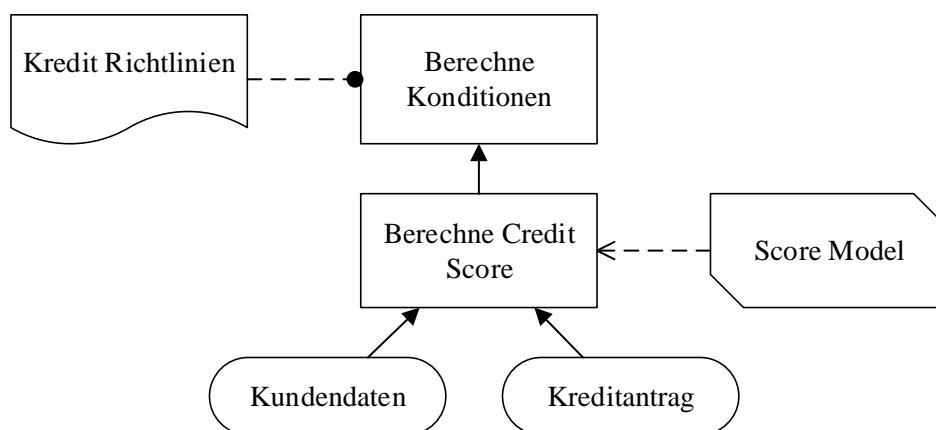 Kredit Richtlinien
Berechne
Konditionen
Berechne Credit
Score
Score Model
Kundendaten
Kreditantrag